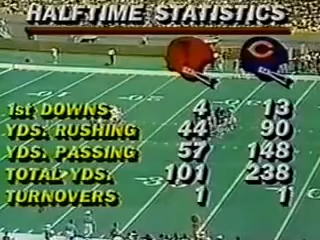 HALFTIME STATISTICS
C
1st DOWNS 4 13
YDS. RUSHING 44 90
YDS. PASSING 57 148
TOTAL YDS. 101 238
TURNOVERS 1 1